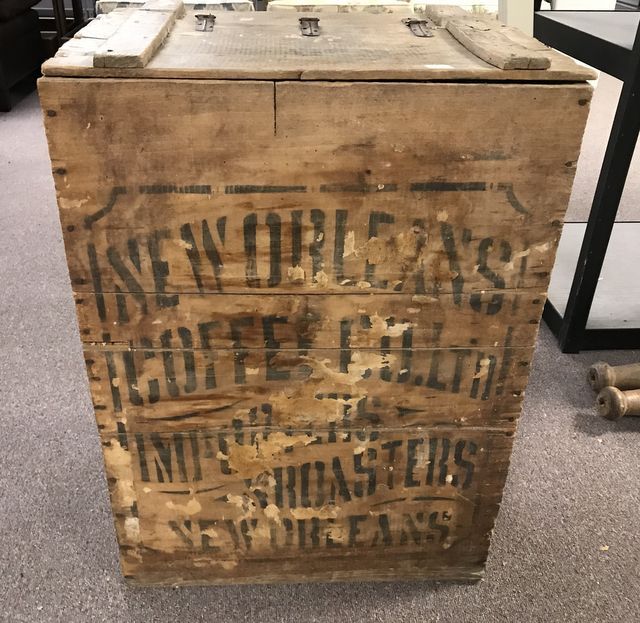 NEW ORLEANS
COFFEE CO. Ltd
IMPORTERS
& ROASTERS
NEW ORLEANS